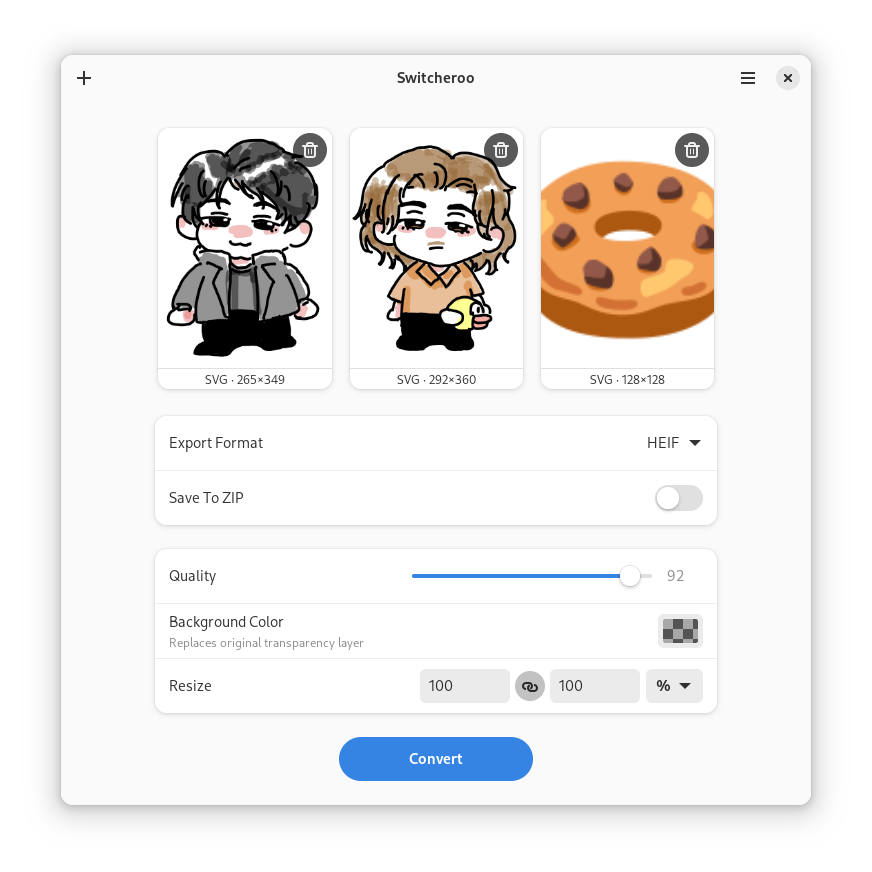 Switcheroo
SVG · 265×349
SVG · 292×360
SVG · 128×128
Export Format
HEIF
Save To ZIP
Quality
92
Background Color
Replaces original transparency layer
Resize
100
100
%
Convert